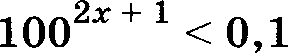 100^{2x + 1} < 0,1